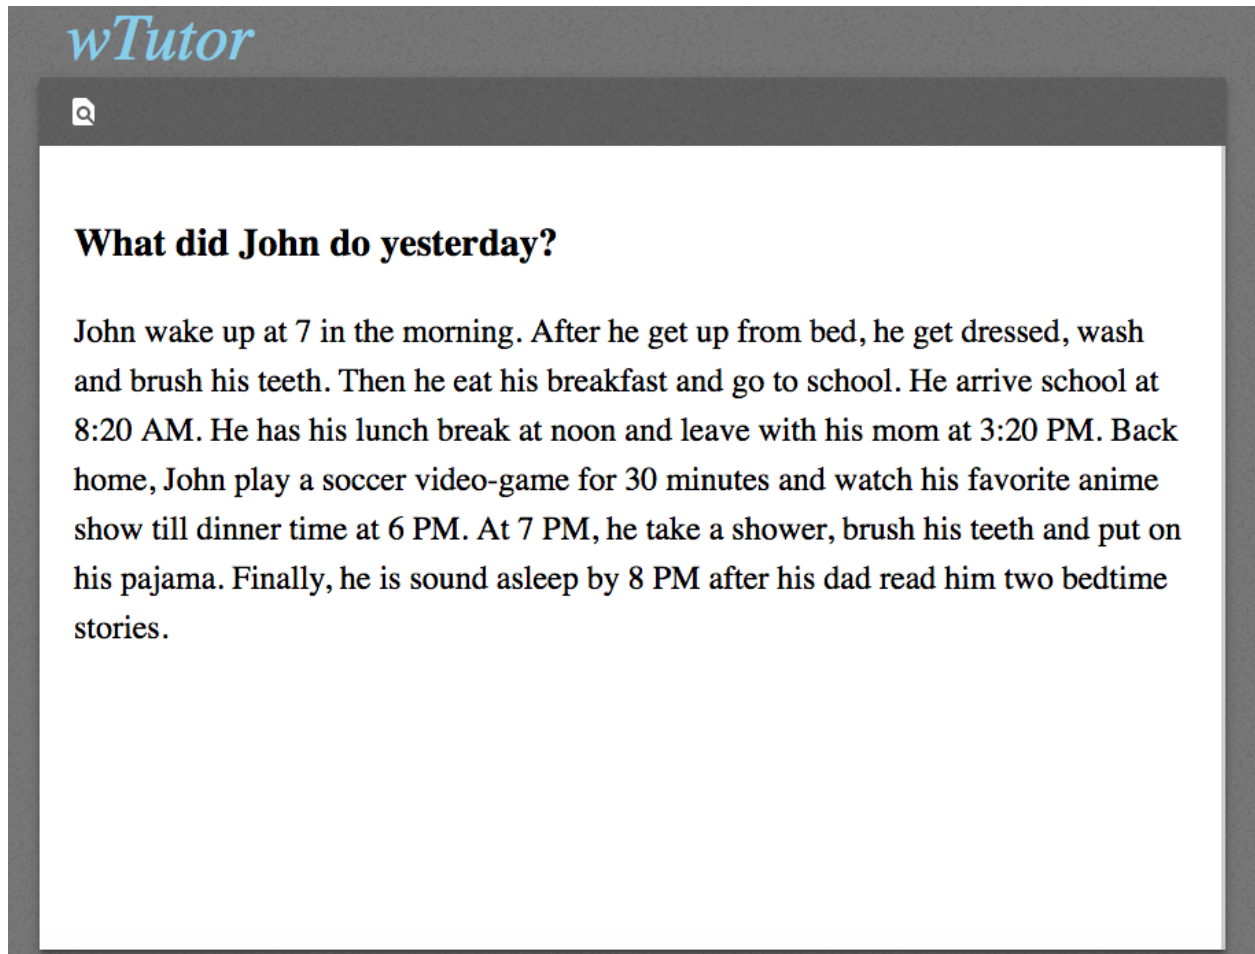 wTutor
What did John do yesterday?
John wake up at 7 in the morning. After he get up from bed, he get dressed, wash
and brush his teeth. Then he eat his breakfast and go to school. He arrive school at
8:20 AM. He has his lunch break at noon and leave with his mom at 3:20 PM. Back
home, John play a soccer video-game for 30 minutes and watch his favorite anime
show till dinner time at 6 PM. At 7 PM, he take a shower, brush his teeth and put on
his pajama. Finally, he is sound asleep by 8 PM after his dad read him two bedtime
stories.